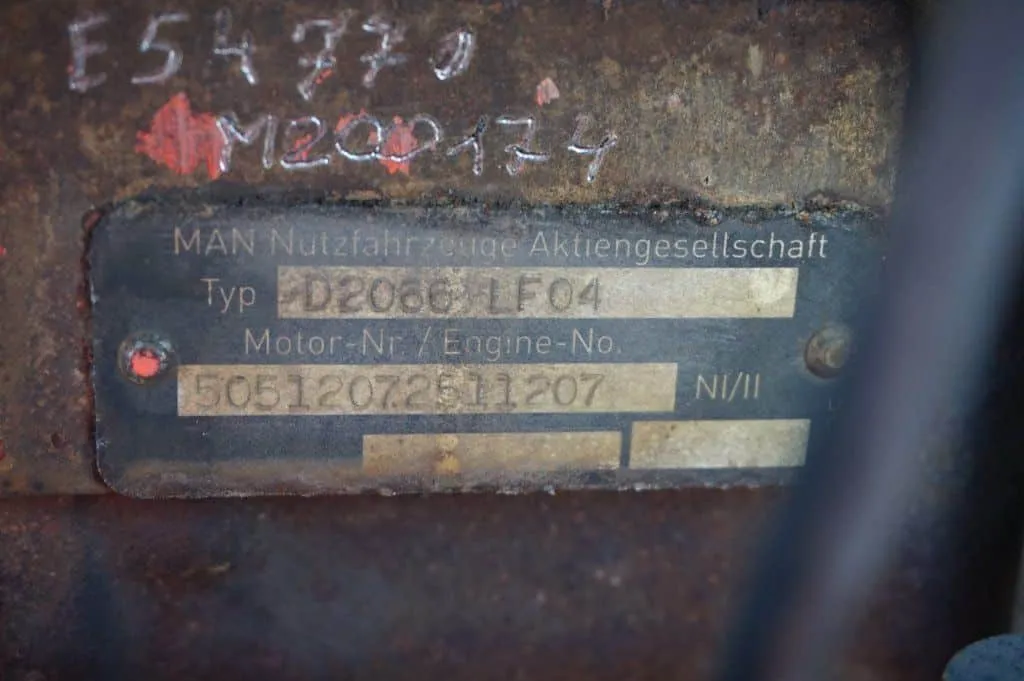 E54770
M200174
MAN Nutzfahrzeuge Aktiengesellschaft
Typ D2066 LF04
Motor-Nr / Engine-No.
50512072511207 NI/II